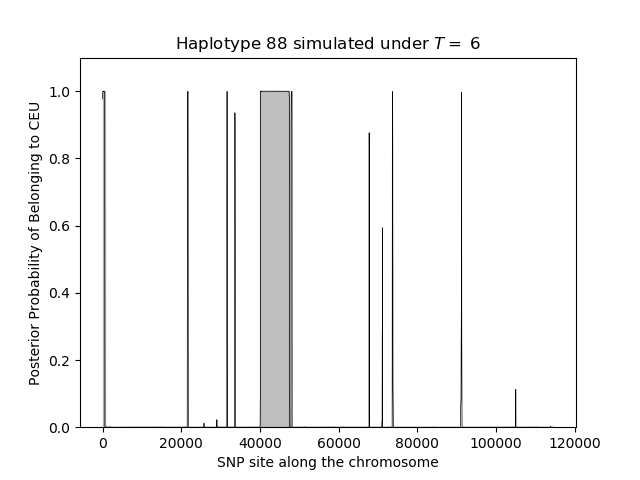 Haplotype 88 simulated under T = 6
Posterior Probability of Belonging to CEU
1.0
0.8
0.6
0.4
0.2
0.0
0 20000 40000 60000 80000 100000 120000
SNP site along the chromosome